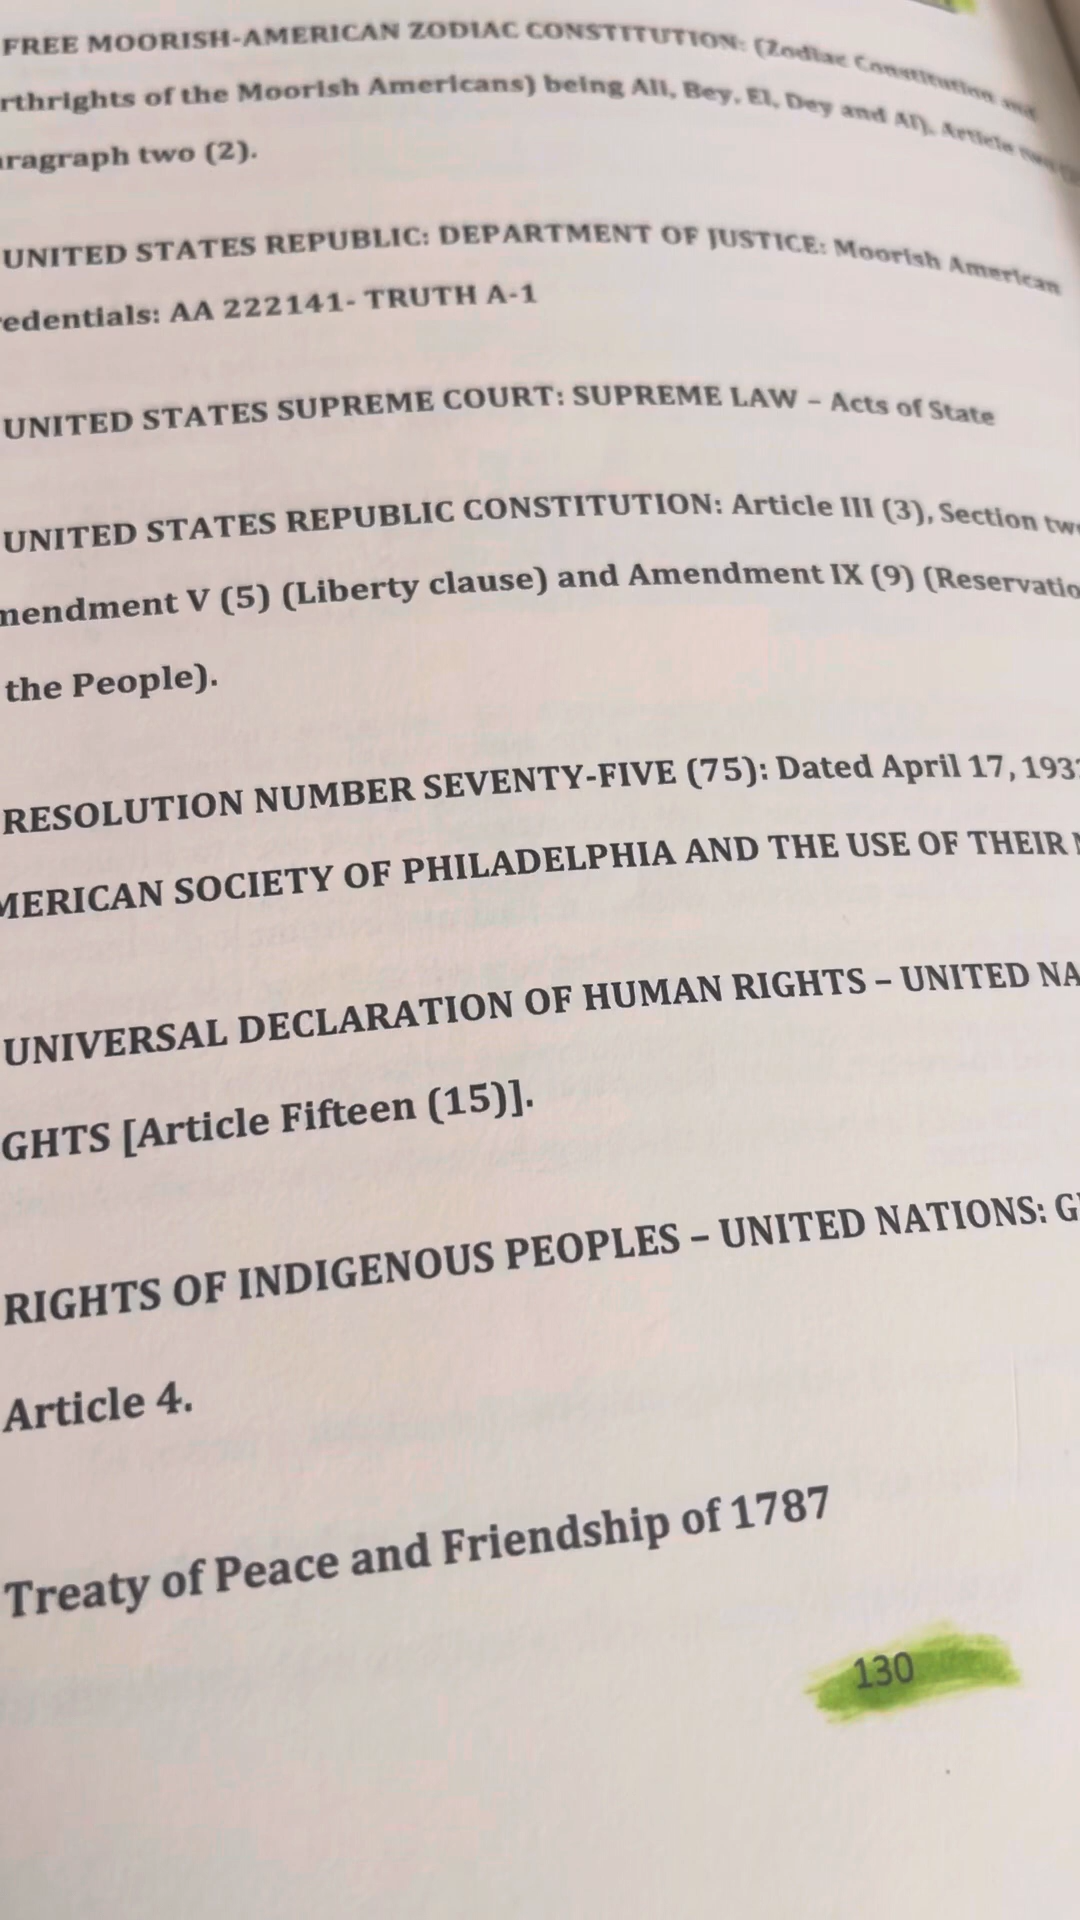 FREE MOORISH-AMERICAN ZODIAC CONSTITUTION: (Zodiac Constitution and
rthrights of the Moorish Americans) being Ali, Bey, El, Dey and Al), Article two (2
ragraph two (2).
UNITED STATES REPUBLIC: DEPARTMENT OF JUSTICE: Moorish American
edentials: AA 222141- TRUTH A-1
UNITED STATES SUPREME COURT: SUPREME LAW – Acts of State
UNITED STATES REPUBLIC CONSTITUTION: Article III (3), Section two
mendment V (5) (Liberty clause) and Amendment IX (9) (Reservatio
the People).
RESOLUTION NUMBER SEVENTY-FIVE (75): Dated April 17, 193
MERICAN SOCIETY OF PHILADELPHIA AND THE USE OF THEIR
UNIVERSAL DECLARATION OF HUMAN RIGHTS – UNITED NA
GHTS [Article Fifteen (15)].
RIGHTS OF INDIGENOUS PEOPLES – UNITED NATIONS: G
Article 4.
Treaty of Peace and Friendship of 1787
130